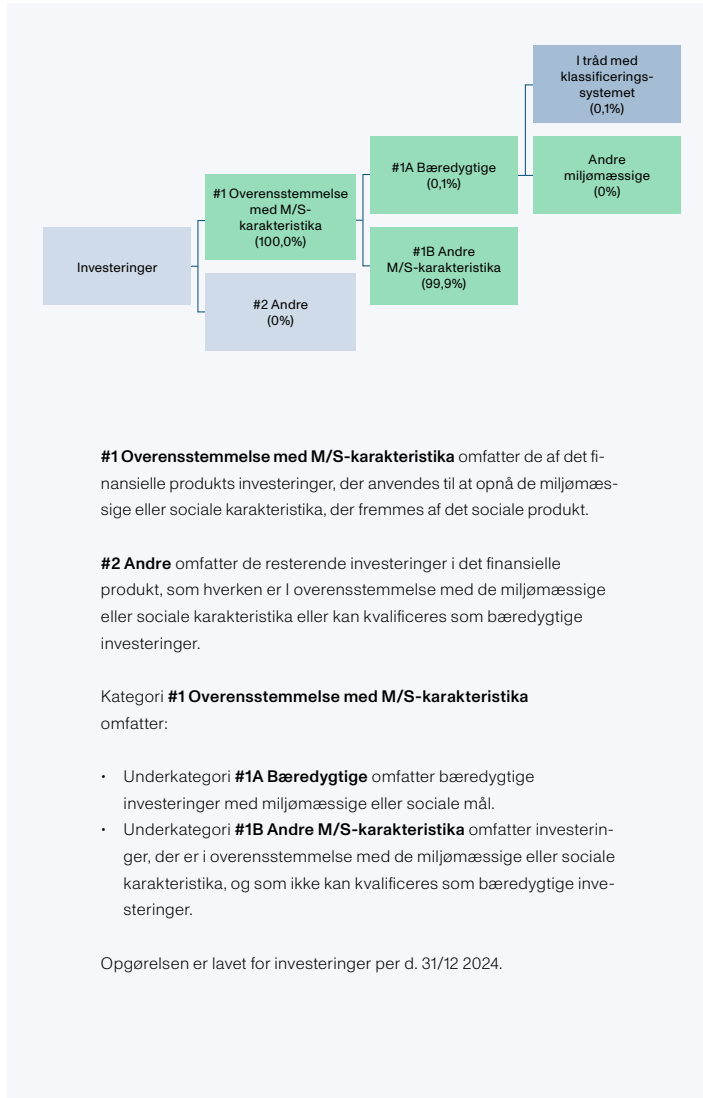 I tråd med
klassificerings-
systemet
(0,1%)
#1A Bæredygtige
(0,1%)
Andre
miljømæssige
(0%)
#1 Overensstemmelse
med M/S-
karakteristika
(100,0%)
#1B Andre
M/S-karakteristika
(99,9%)
Investeringer
#2 Andre
(0%)
#1 Overensstemmelse med M/S-karakteristika omfatter de af det fi-
nansielle produkts investeringer, der anvendes til at opnå de miljømæs-
sige eller sociale karakteristika, der fremmes af det sociale produkt.
#2 Andre omfatter de resterende investeringer i det finansielle
produkt, som hverken er I overensstemmelse med de miljømæssige
eller sociale karakteristika eller kan kvalificeres som bæredygtige
investeringer.
Kategori #1 Overensstemmelse med M/S-karakteristika
omfatter:
• Underkategori #1A Bæredygtige omfatter bæredygtige
investeringer med miljømæssige eller sociale mål.
• Underkategori #1B Andre M/S-karakteristika omfatter investerin-
ger, der er i overensstemmelse med de miljømæssige eller sociale
karakteristika, og som ikke kan kvalificeres som bæredygtige inve-
steringer.
Opgørelsen er lavet for investeringer per d. 31/12 2024.